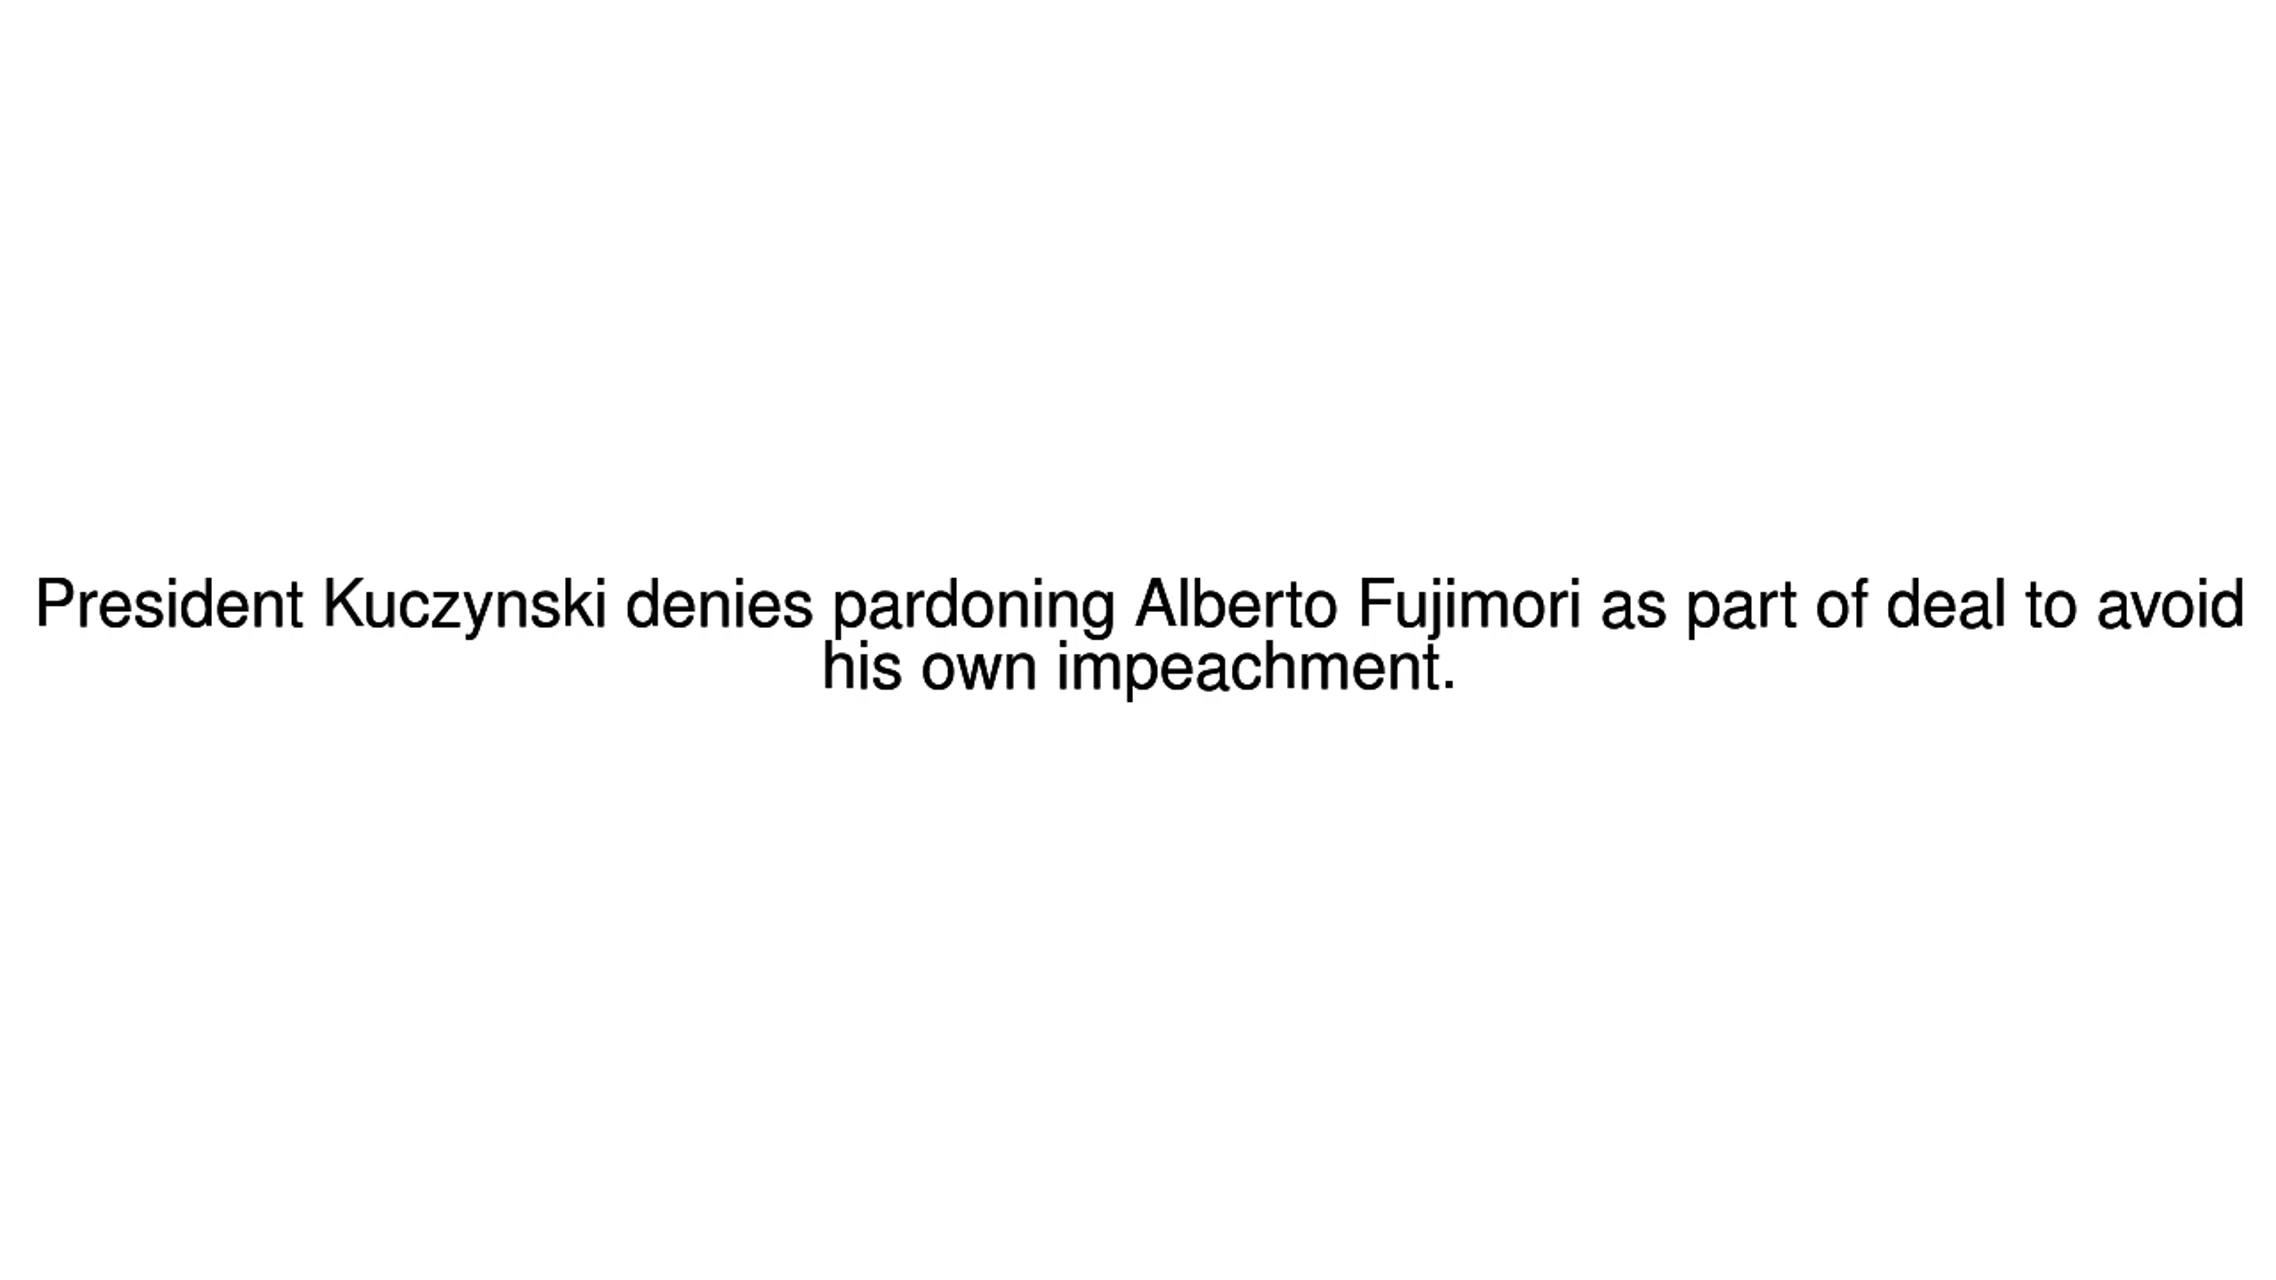 President Kuczynski denies pardoning Alberto Fujimori as part of deal to avoid
his own impeachment.